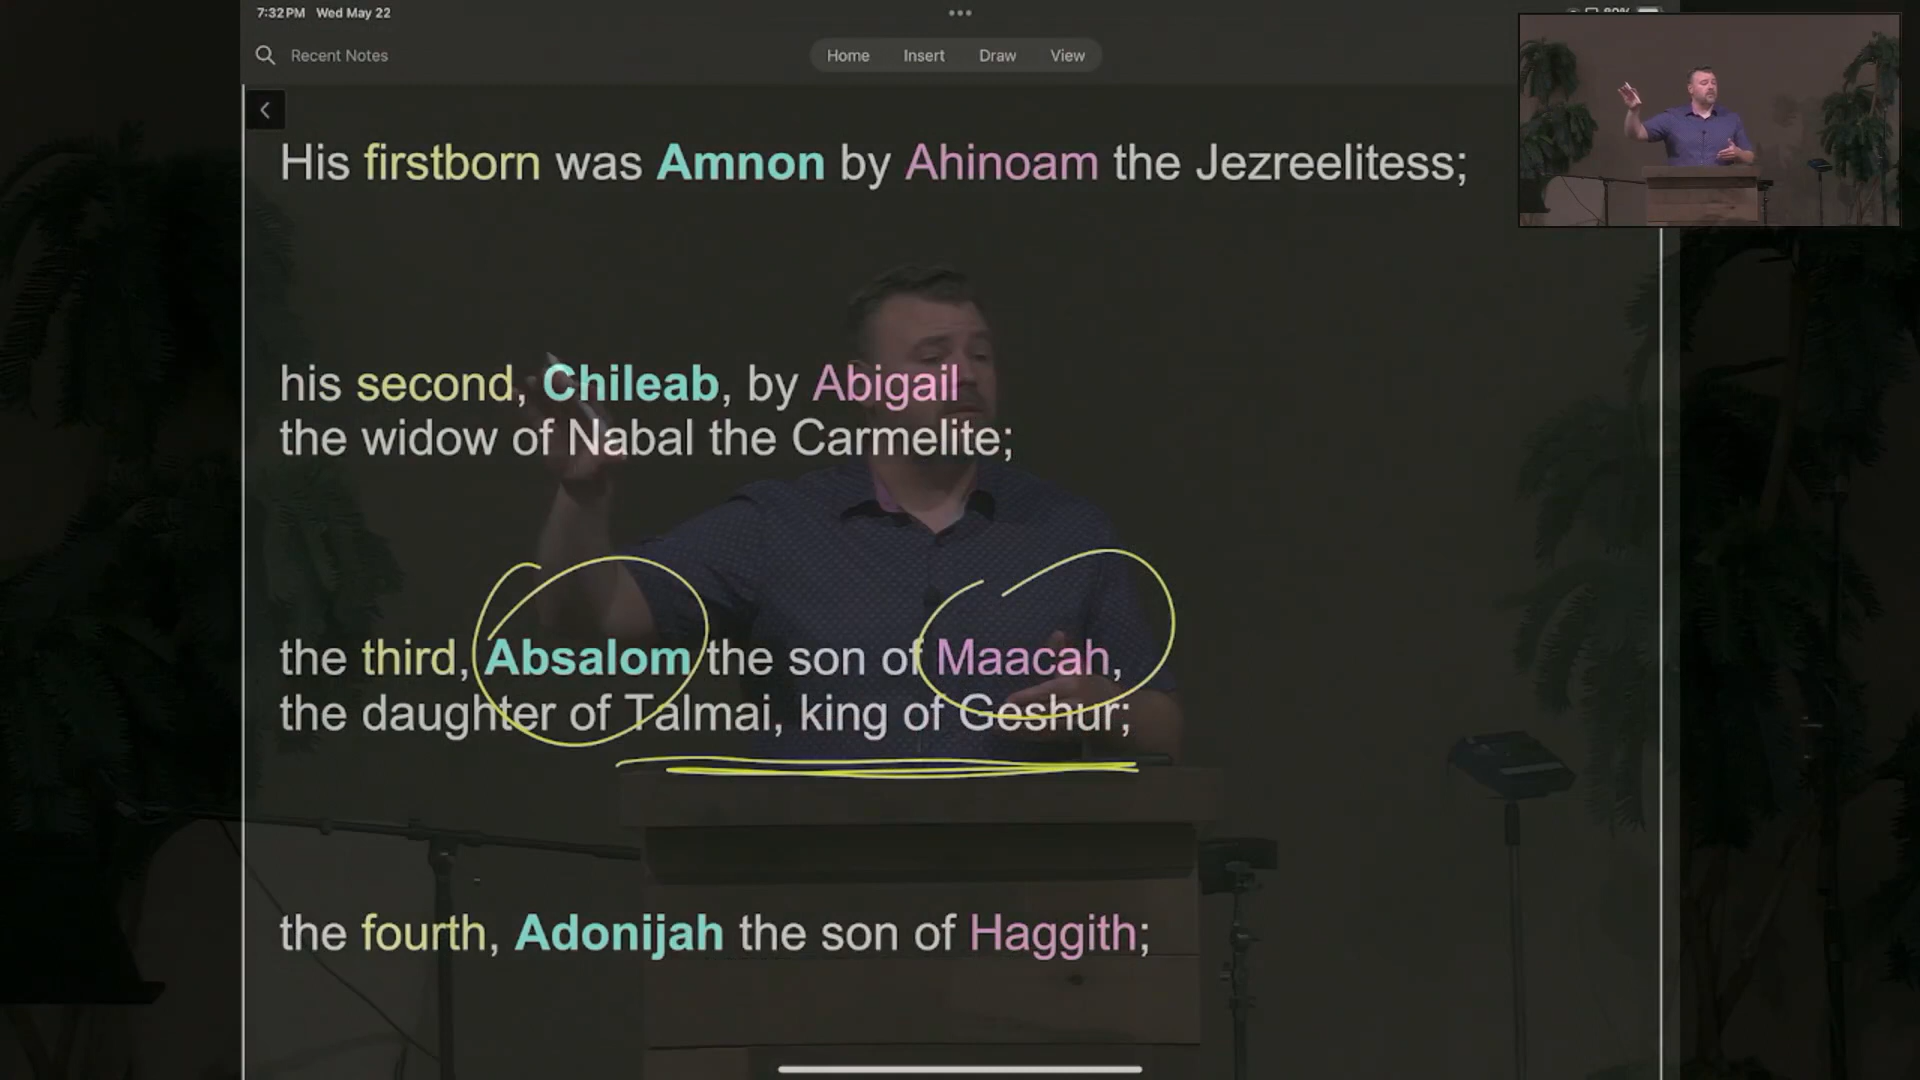 7:32 PM Wed May 22
80%
Recent Notes
Home Insert Draw View
His firstborn was Amnon by Ahinoam the Jezreelitess;
his second, Chileab, by Abigail
the widow of Nabal the Carmelite;
the third, Absalom the son of Maacah,
the daughter of Talmai, king of Geshur;
the fourth, Adonijah the son of Haggith;